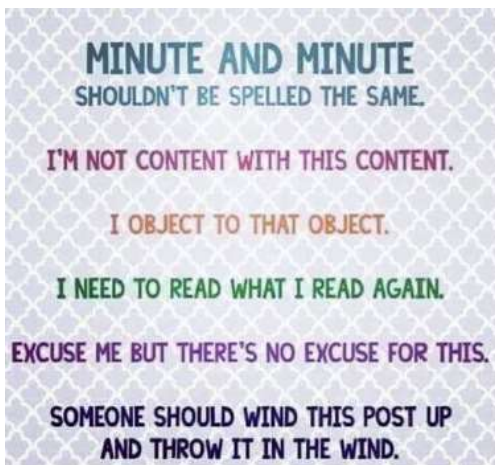 MINUTE AND MINUTE
SHOULDN'T BE SPELLED THE SAME.
I'M NOT CONTENT WITH THIS CONTENT.
I OBJECT TO THAT OBJECT.
I NEED TO READ WHAT I READ AGAIN.
EXCUSE ME BUT THERE'S NO EXCUSE FOR THIS.
SOMEONE SHOULD WIND THIS POST UP
AND THROW IT IN THE WIND.